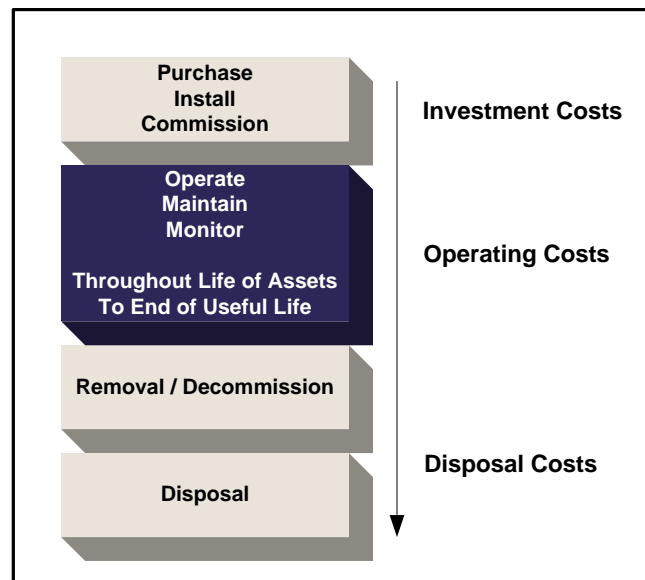 Purchase
Install
Commission
Investment Costs
Operate
Maintain
Monitor
Throughout Life of Assets
To End of Useful Life
Operating Costs
Removal / Decommission
Disposal
Disposal Costs